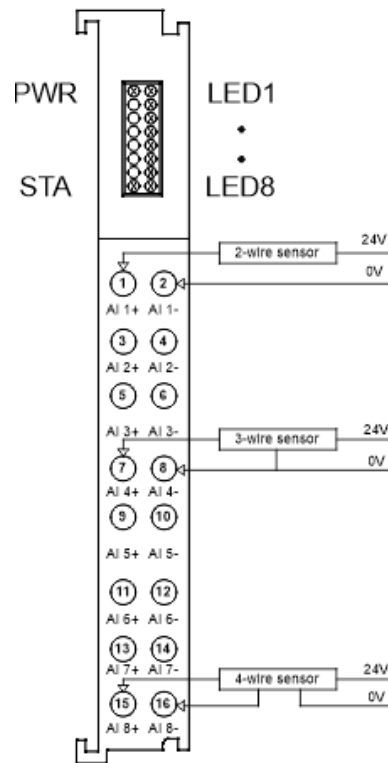 PWR LED1
STA LED8
24V
2-wire sensor
0V
1 2
AI 1+ AI 1-
3 4
AI 2+ AI 2-
5 6
AI 3+ AI 3-
24V
3-wire sensor
0V
7 8
AI 4+ AI 4-
9 10
AI 5+ AI 5-
11 12
AI 6+ AI 6-
13 14
AI 7+ AI 7-
24V
4-wire sensor
0V
15 16
AI 8+ AI 8-